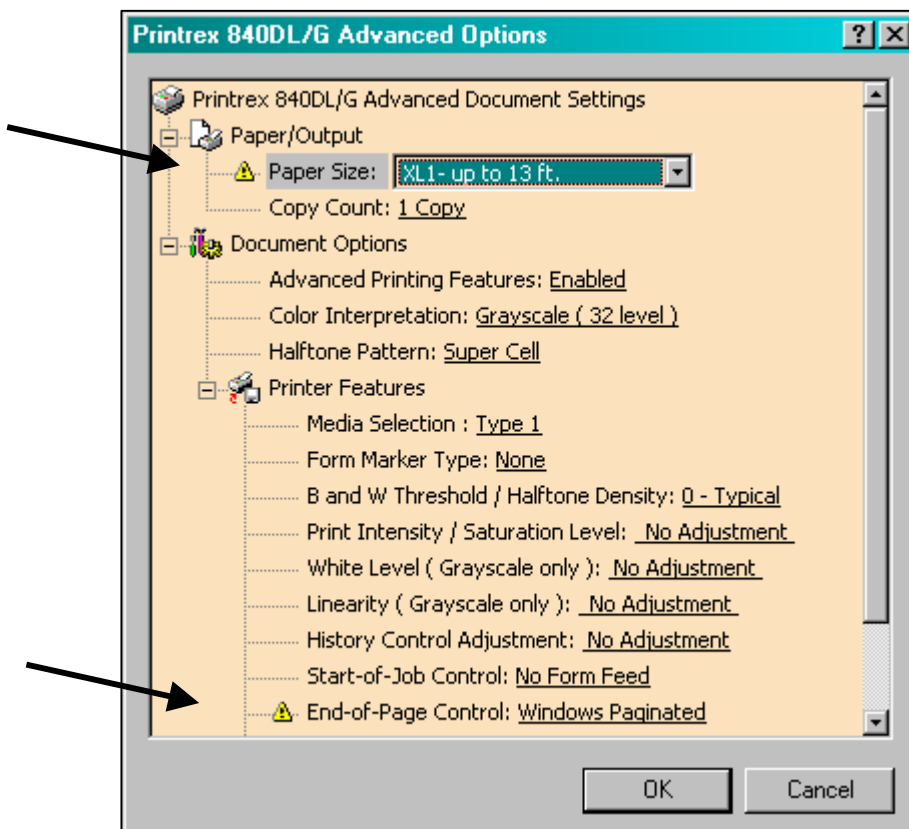 Printrex 840DL/G Advanced Options
Printrex 840DL/G Advanced Document Settings
Paper/Output
Paper Size: XL1- up to 13 ft.
Copy Count: 1 Copy
Document Options
Advanced Printing Features: Enabled
Color Interpretation: Grayscale ( 32 level )
Halftone Pattern: Super Cell
Printer Features
Media Selection : Type 1
Form Marker Type: None
B and W Threshold / Halftone Density: 0 - Typical
Print Intensity / Saturation Level: No Adjustment
White Level ( Grayscale only ): No Adjustment
Linearity ( Grayscale only ): No Adjustment
History Control Adjustment: No Adjustment
Start-of-Job Control: No Form Feed
End-of-Page Control: Windows Paginated
OK Cancel